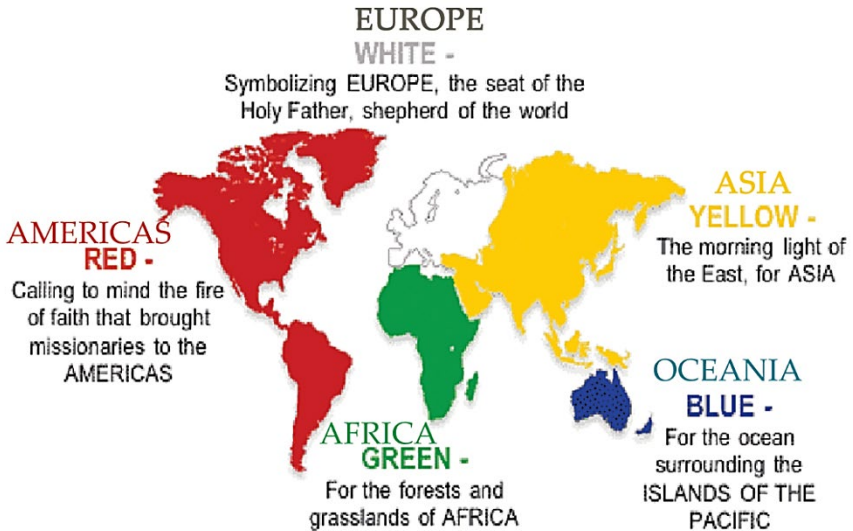 EUROPE
WHITE -
Symbolizing EUROPE, the seat of the
Holy Father, shepherd of the world
AMERICAS
RED -
Calling to mind the fire
of faith that brought
missionaries to the
AMERICAS
ASIA
YELLOW -
The morning light of
the East, for ASIA
AFRICA
GREEN -
For the forests and
grasslands of AFRICA
OCEANIA
BLUE -
For the ocean
surrounding the
ISLANDS OF THE
PACIFIC